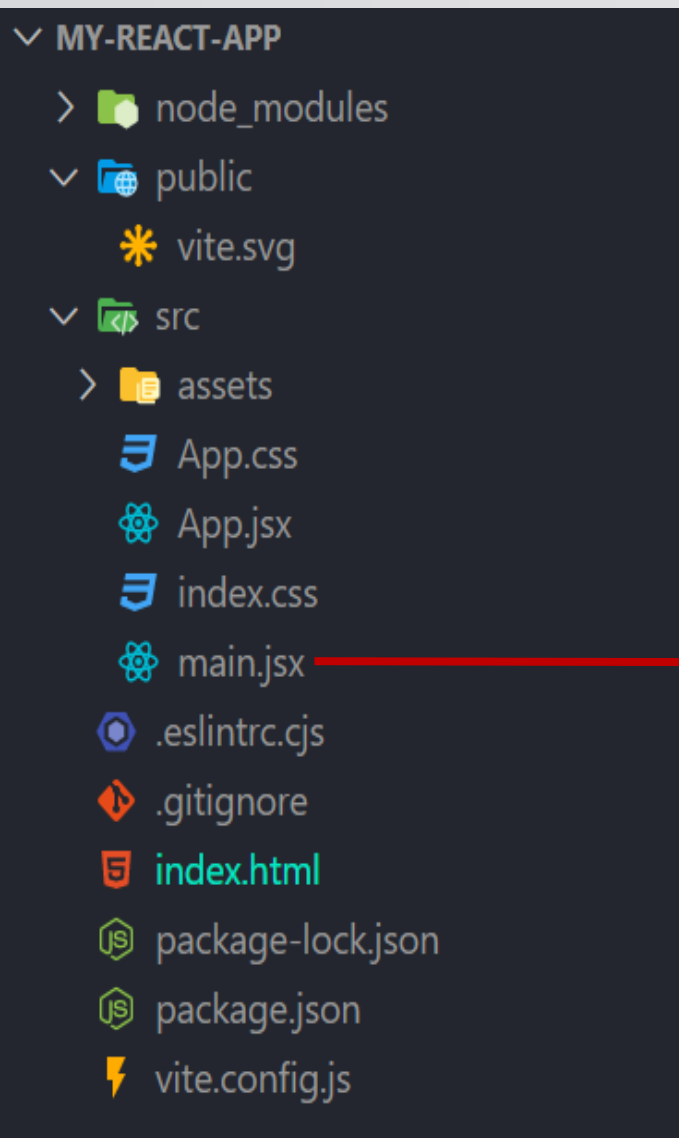 MY-REACT-APP
node_modules
public
vite.svg
src
assets
App.css
App.jsx
index.css
main.jsx
.eslintrc.cjs
.gitignore
index.html
package-lock.json
package.json
vite.config.js